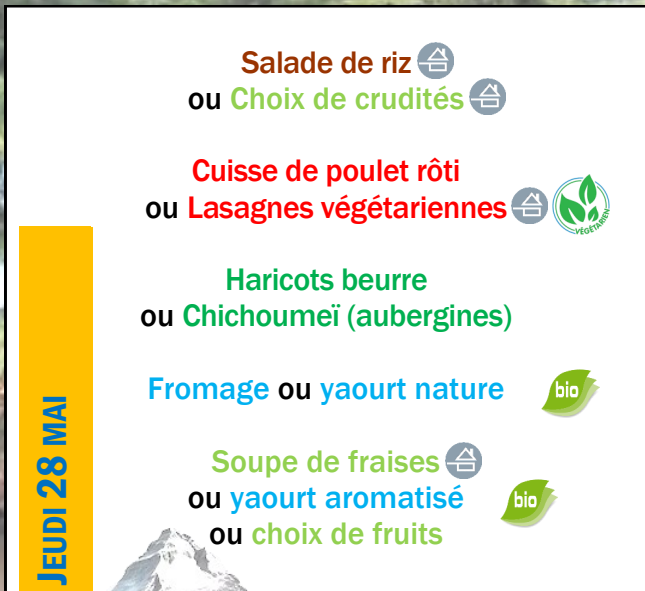 Salade de riz
ou Choix de crudités
Cuisse de poulet rôti
ou Lasagnes végétariennes
VÉGÉTARIEN
Haricots beurre
ou Chichoumeï (aubergines)
Fromage ou yaourt nature
bio
Soupe de fraises
ou yaourt aromatisé
bio
ou choix de fruits
JEUDI 28 MAI